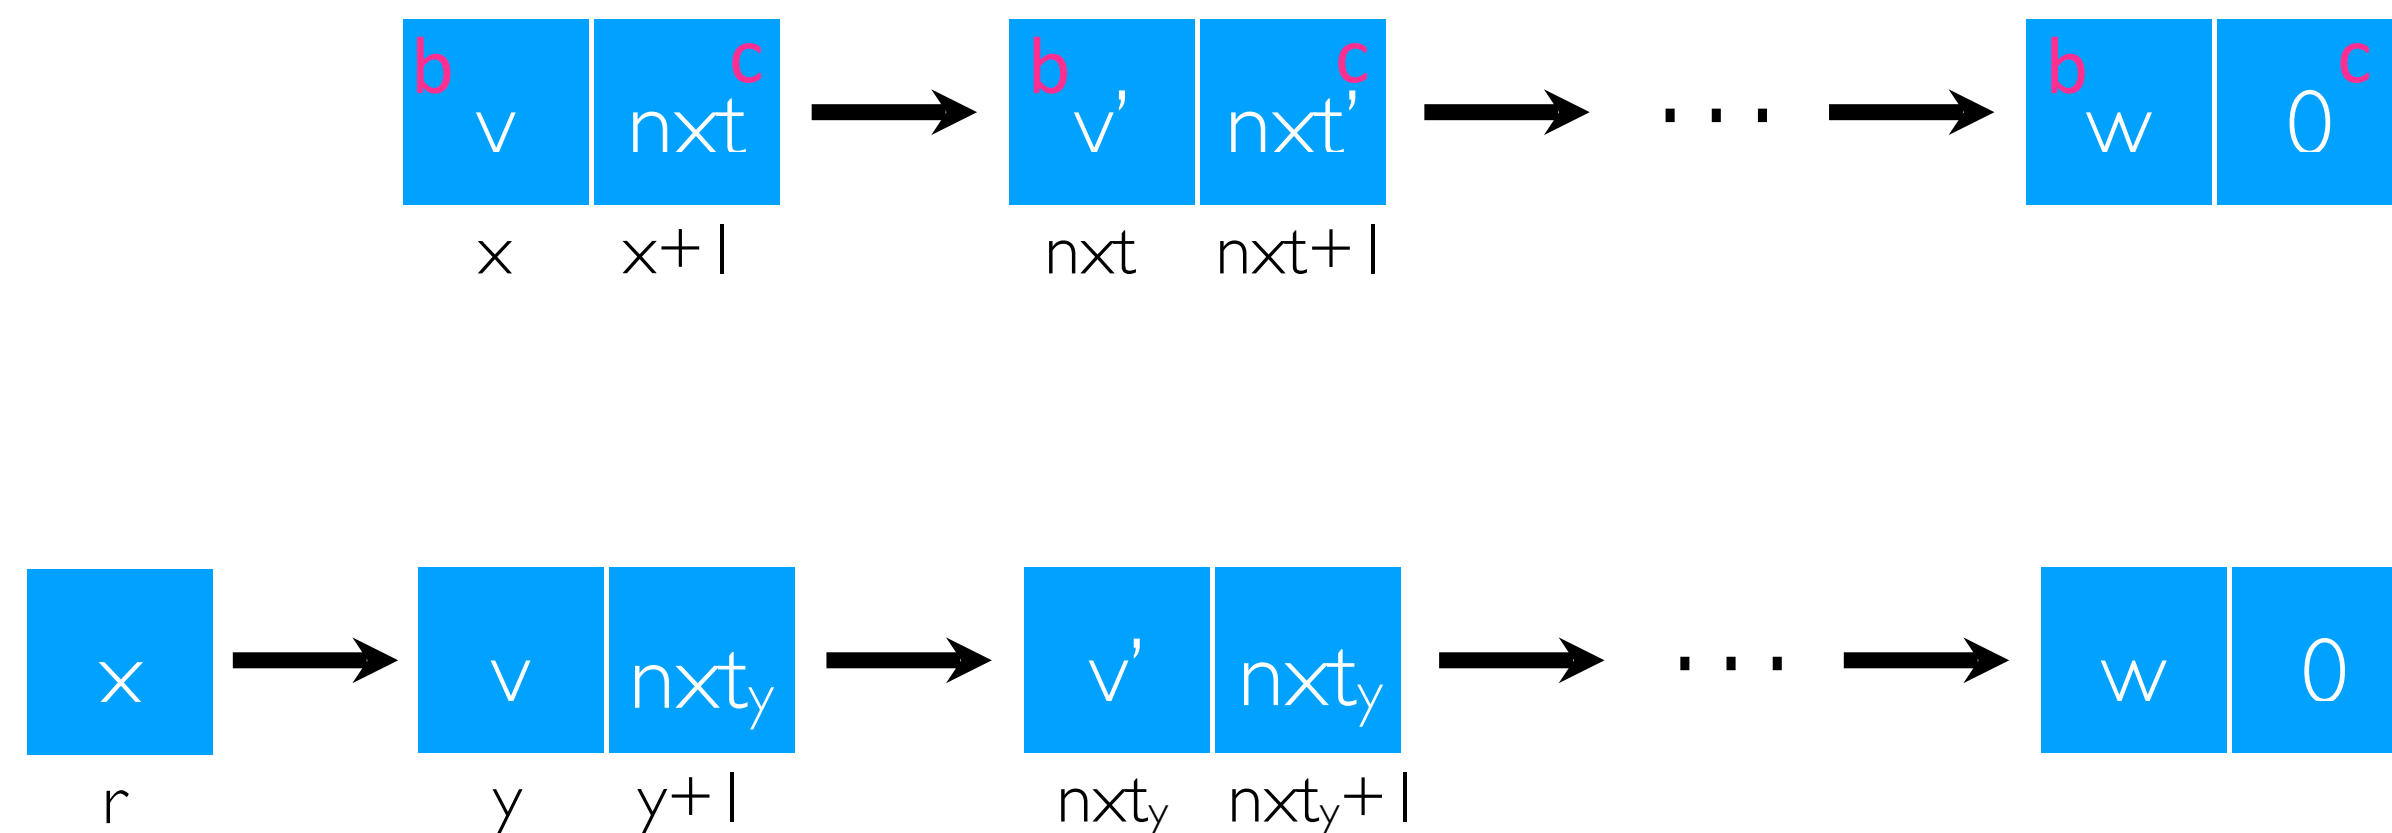 b c b c b c
v nxt v’ nxt’ · · · w 0
x x+1 nxt nxt+1
x v nxty v’ nxty · · · w 0
r y y+1 nxty nxty+1